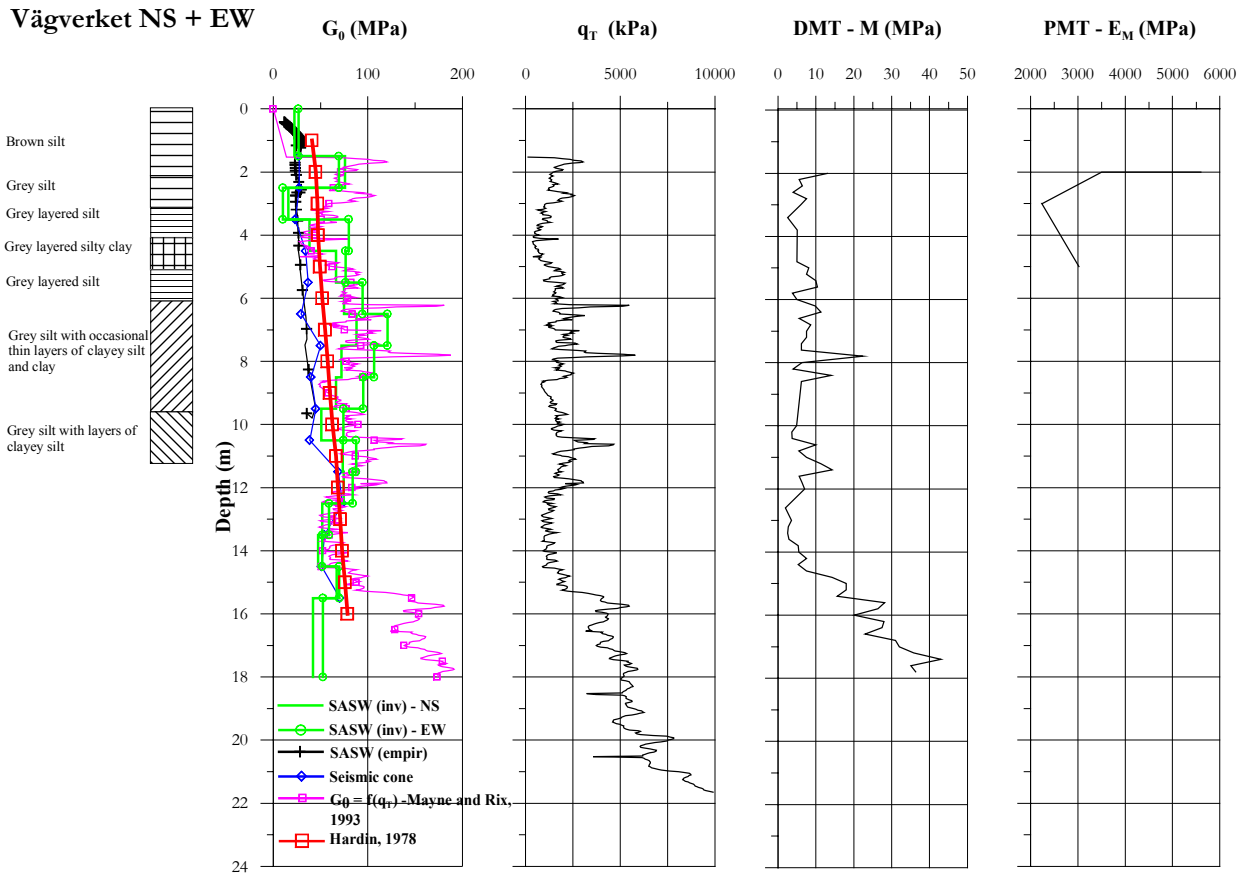 Vägverket NS + EW
G0 (MPa)
qT (kPa)
DMT - M (MPa)
PMT - EM (MPa)
0 100 200
0 5000 10000
0 10 20 30 40 50
2000 3000 4000 5000 6000
0
2
4
6
8
10
12
14
16
18
20
22
24
Depth (m)
Brown silt
Grey silt
Grey layered silt
Grey layered silty clay
Grey layered silt
Grey silt with occasional
thin layers of clayey silt
and clay
Grey silt with layers of
clayey silt
SASW (inv) - NS
SASW (inv) - EW
SASW (empir)
Seismic cone
G0 = f(qT) -Mayne and Rix,
1993
Hardin, 1978